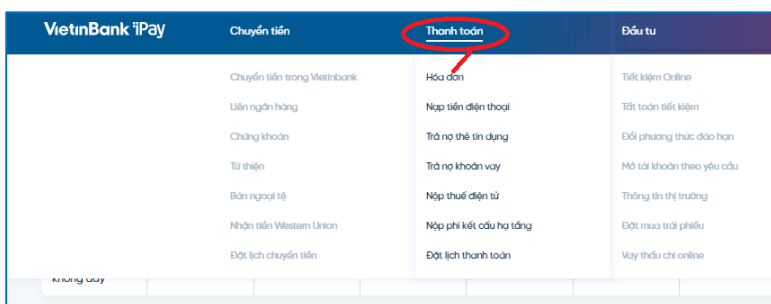 VietinBank iPay
Chuyển tiền
Thanh toán
Đầu tư
Chuyển tiền trong Vietinbank
Liên ngân hàng
Chứng khoán
Từ thiện
Bán ngoại tệ
Nhận tiền Western Union
Đặt lịch chuyển tiền
Hóa đơn
Nạp tiền điện thoại
Trả nợ thẻ tín dụng
Trả nợ khoản vay
Nộp thuế điện tử
Nộp phí kết cấu hạ tầng
Đặt lịch thanh toán
Tiết kiệm Online
Tất toán tiết kiệm
Đổi phương thức đáo hạn
Mở tài khoản theo yêu cầu
Thông tin thị trường
Đặt mua trái phiếu
Vay thấu chi online
không dây